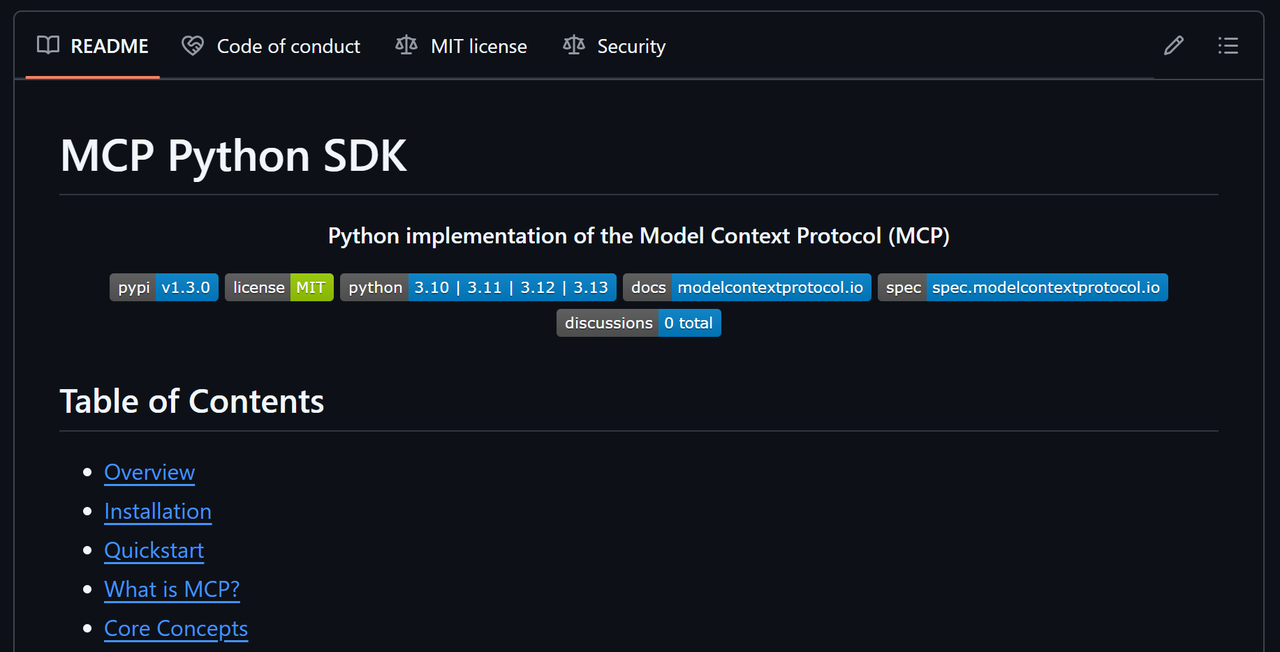 README Code of conduct MIT license Security
MCP Python SDK
Python implementation of the Model Context Protocol (MCP)
pypi v1.3.0 license MIT python 3.10 | 3.11 | 3.12 | 3.13 docs modelcontextprotocol.io spec spec.modelcontextprotocol.io
discussions 0 total
Table of Contents
Overview
Installation
Quickstart
What is MCP?
Core Concepts